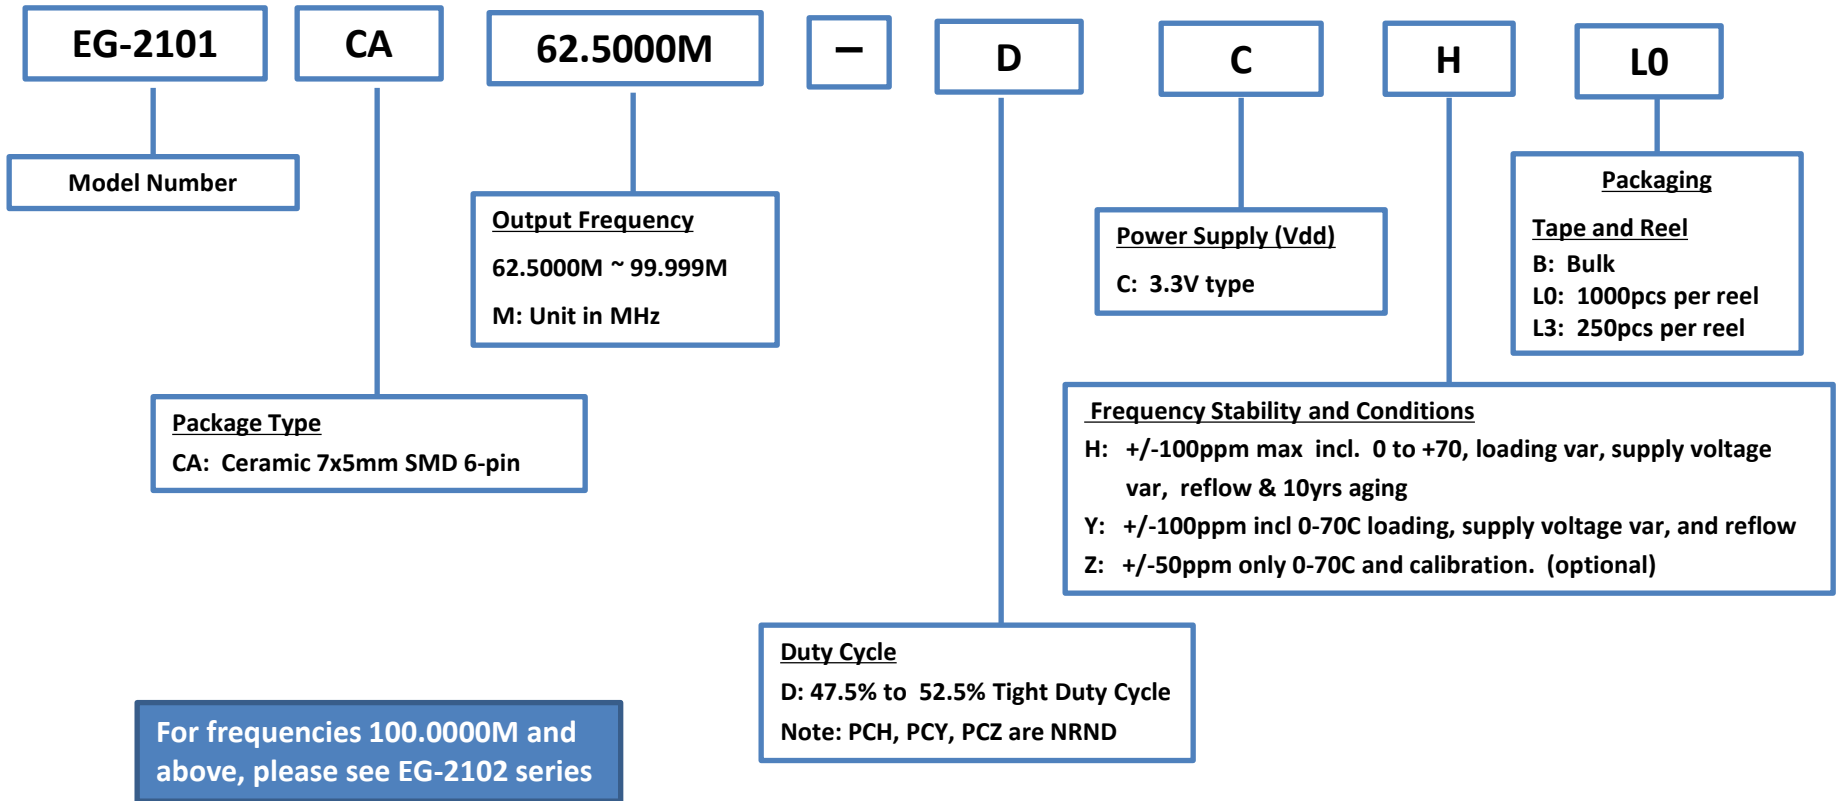 EG-2101
CA
62.5000M
–
D
C
H
L0
Model Number
Output Frequency
62.5000M ~ 99.999M
M: Unit in MHz
Power Supply (Vdd)
C: 3.3V type
Packaging
Tape and Reel
B: Bulk
L0: 1000pcs per reel
L3: 250pcs per reel
Package Type
CA: Ceramic 7x5mm SMD 6-pin
Frequency Stability and Conditions
H: +/-100ppm max incl. 0 to +70, loading var, supply voltage
var, reflow & 10yrs aging
Y: +/-100ppm incl 0-70C loading, supply voltage var, and reflow
Z: +/-50ppm only 0-70C and calibration. (optional)
Duty Cycle
D: 47.5% to 52.5% Tight Duty Cycle
Note: PCH, PCY, PCZ are NRND
For frequencies 100.0000M and
above, please see EG-2102 series